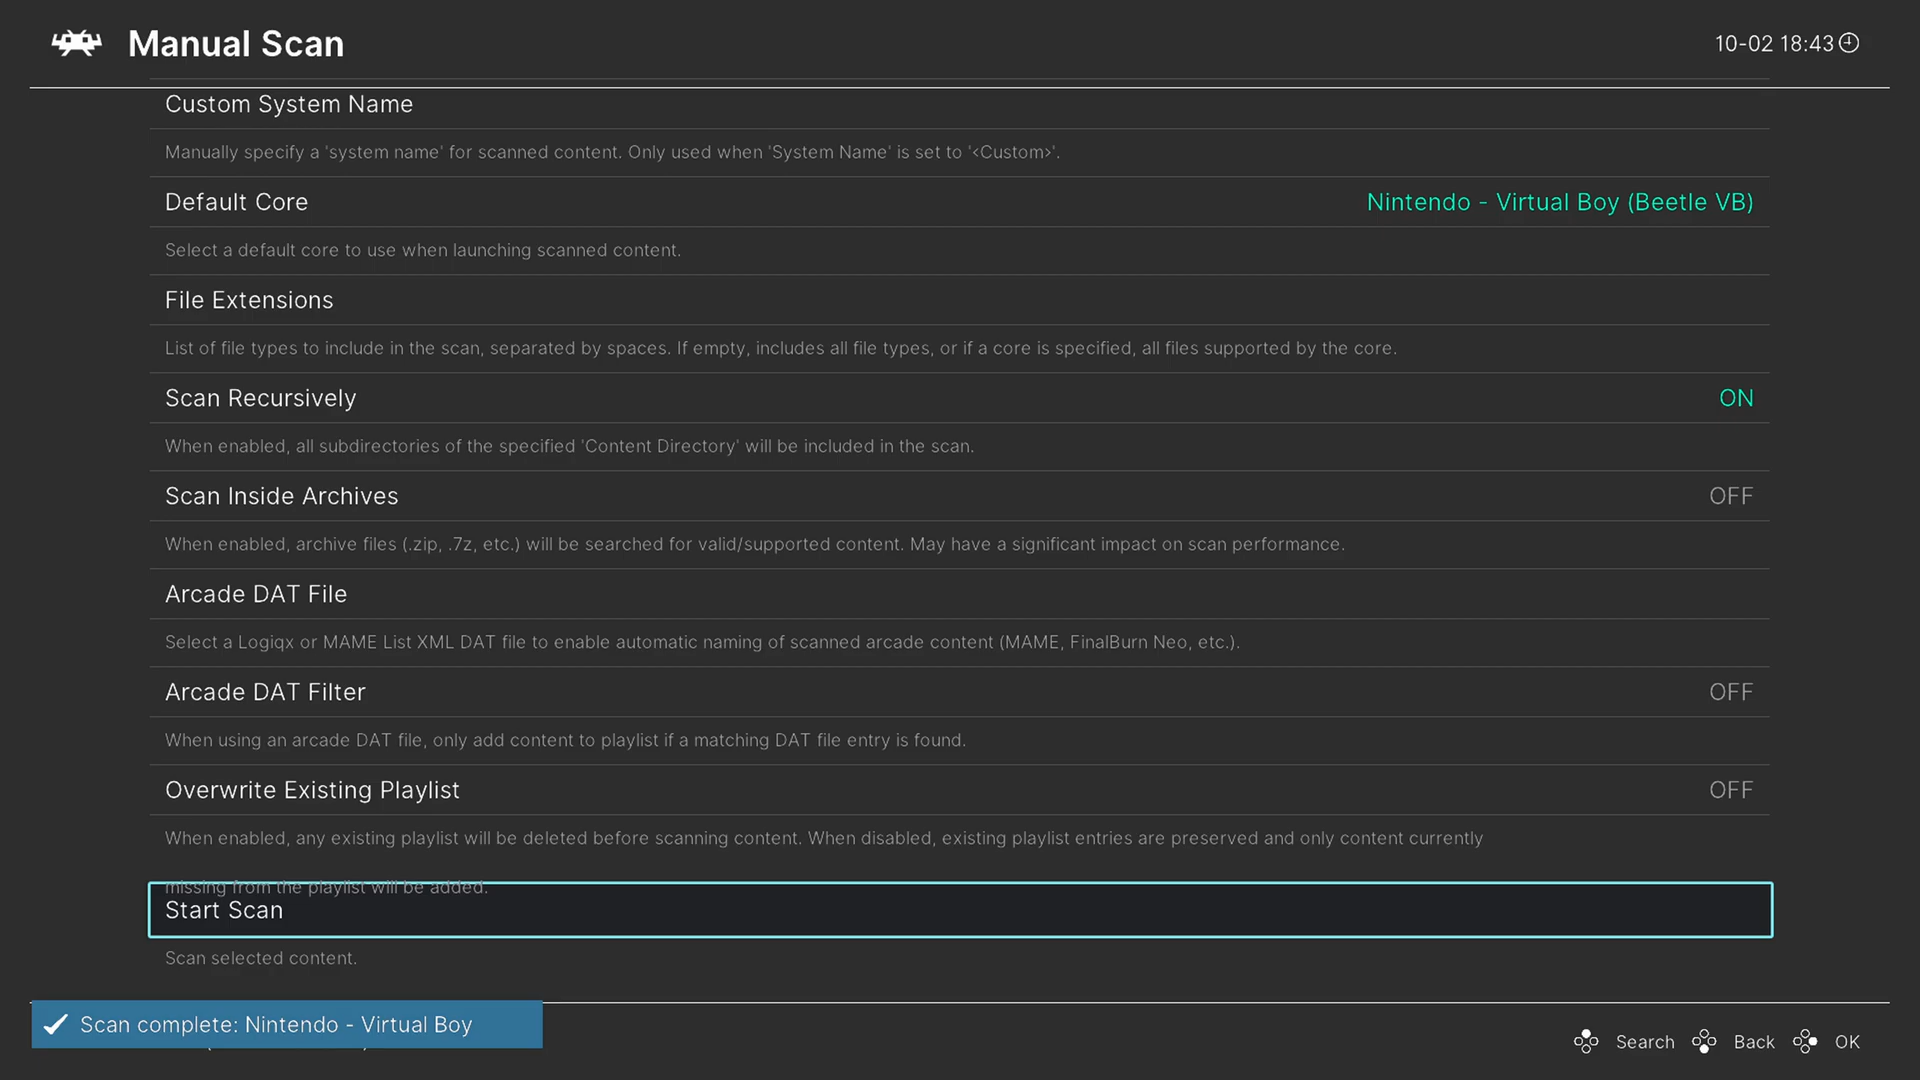 Manual Scan
10-02 18:43
Custom System Name
Manually specify a 'system name' for scanned content. Only used when 'System Name' is set to '<Custom>'.
Default Core
Nintendo - Virtual Boy (Beetle VB)
Select a default core to use when launching scanned content.
File Extensions
List of file types to include in the scan, separated by spaces. If empty, includes all file types, or if a core is specified, all files supported by the core.
Scan Recursively
ON
When enabled, all subdirectories of the specified 'Content Directory' will be included in the scan.
Scan Inside Archives
OFF
When enabled, archive files (.zip, .7z, etc.) will be searched for valid/supported content. May have a significant impact on scan performance.
Arcade DAT File
Select a Logiqx or MAME List XML DAT file to enable automatic naming of scanned arcade content (MAME, FinalBurn Neo, etc.).
Arcade DAT Filter
OFF
When using an arcade DAT file, only add content to playlist if a matching DAT file entry is found.
Overwrite Existing Playlist
OFF
When enabled, any existing playlist will be deleted before scanning content. When disabled, existing playlist entries are preserved and only content currently
missing from the playlist will be added.
Start Scan
Scan selected content.
Scan complete: Nintendo - Virtual Boy
Search
Back
OK